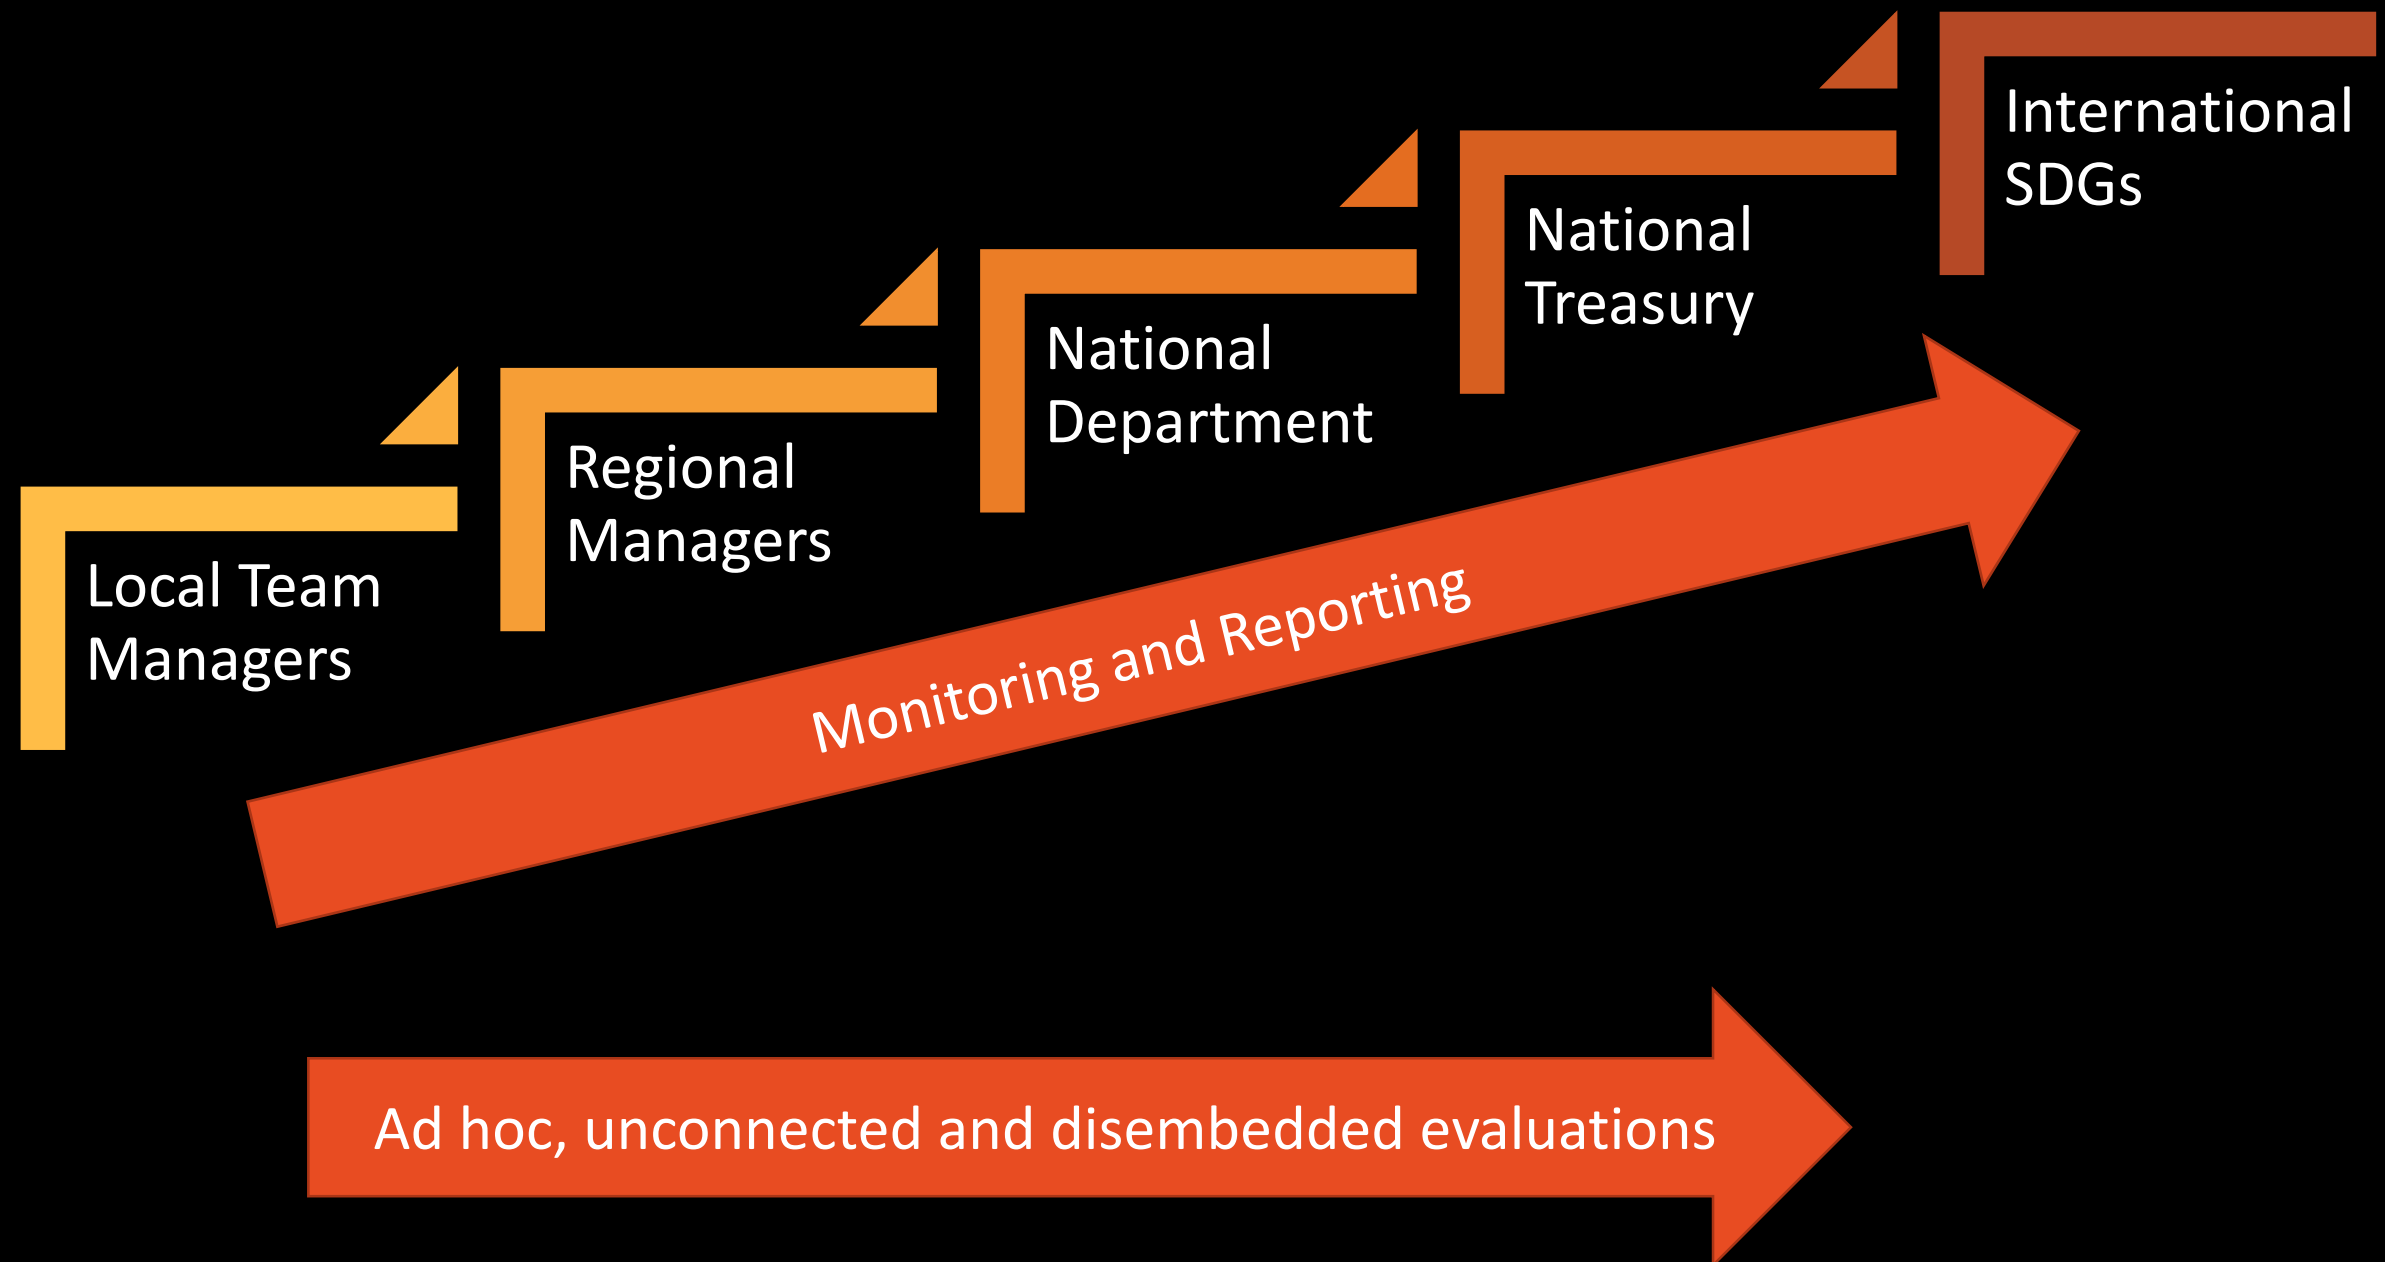 Local Team
Managers
Regional
Managers
National
Department
National
Treasury
International
SDGs
Monitoring and Reporting
Ad hoc, unconnected and disembedded evaluations